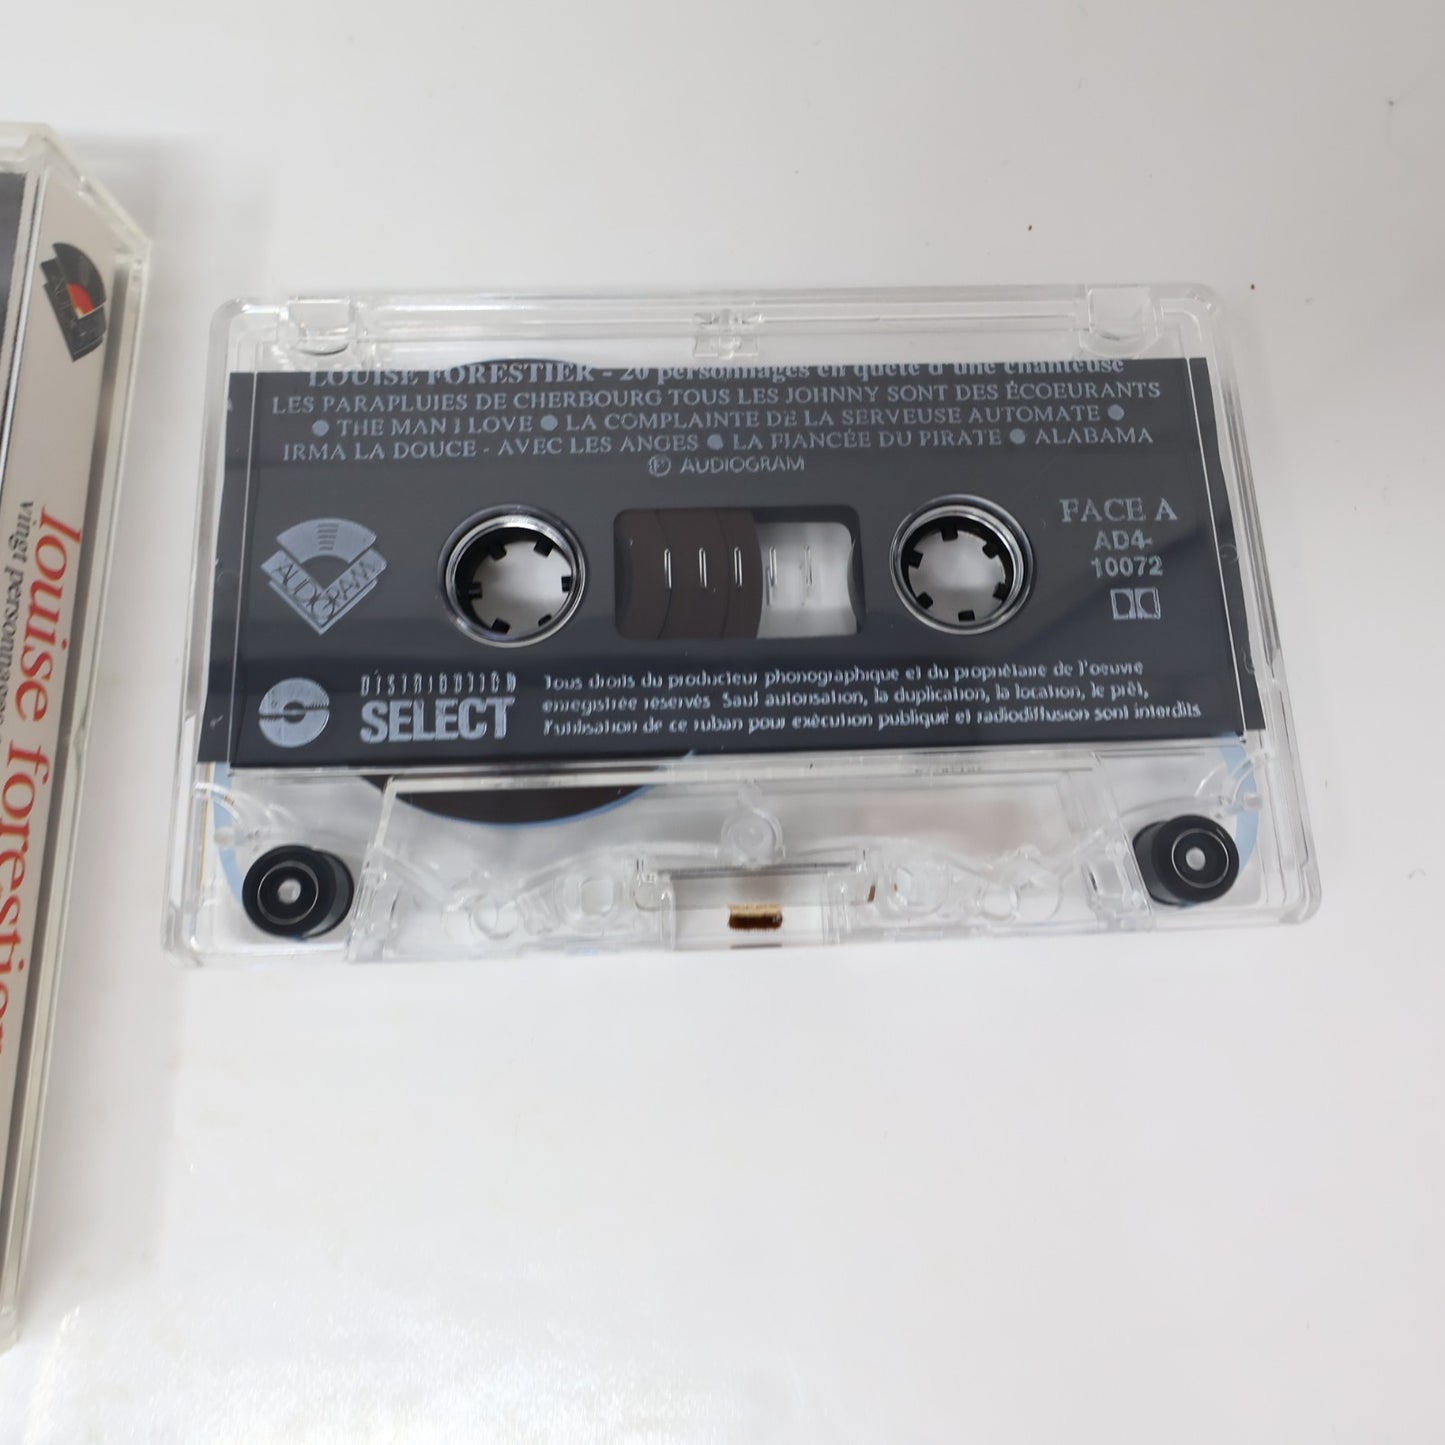 LOUISE FORESTIER - 20 personnages en quête d'une chanteuse
LES PARAPLUIES DE CHERBOURG TOUS LES JOHNNY SONT DES ÉCOEURANTS
● THE MAN I LOVE ● LA COMPLAINTE DE LA SERVEUSE AUTOMATE ●
IRMA LA DOUCE - AVEC LES ANGES ● LA FIANCÉE DU PIRATE ● ALABAMA
Ⓟ AUDIOGRAM
AUDIOGRAM
FACE A
AD4-
10072
DISTRIBUTION
SELECT
Tous droits du producteur phonographique et du propriétaire de l'oeuvre
enregistrée réservés. Sauf autorisation, la duplication, la location, le prêt,
l'utilisation de ce ruban pour exécution publique et radiodiffusion sont interdits
louise forestier
vingt personnages